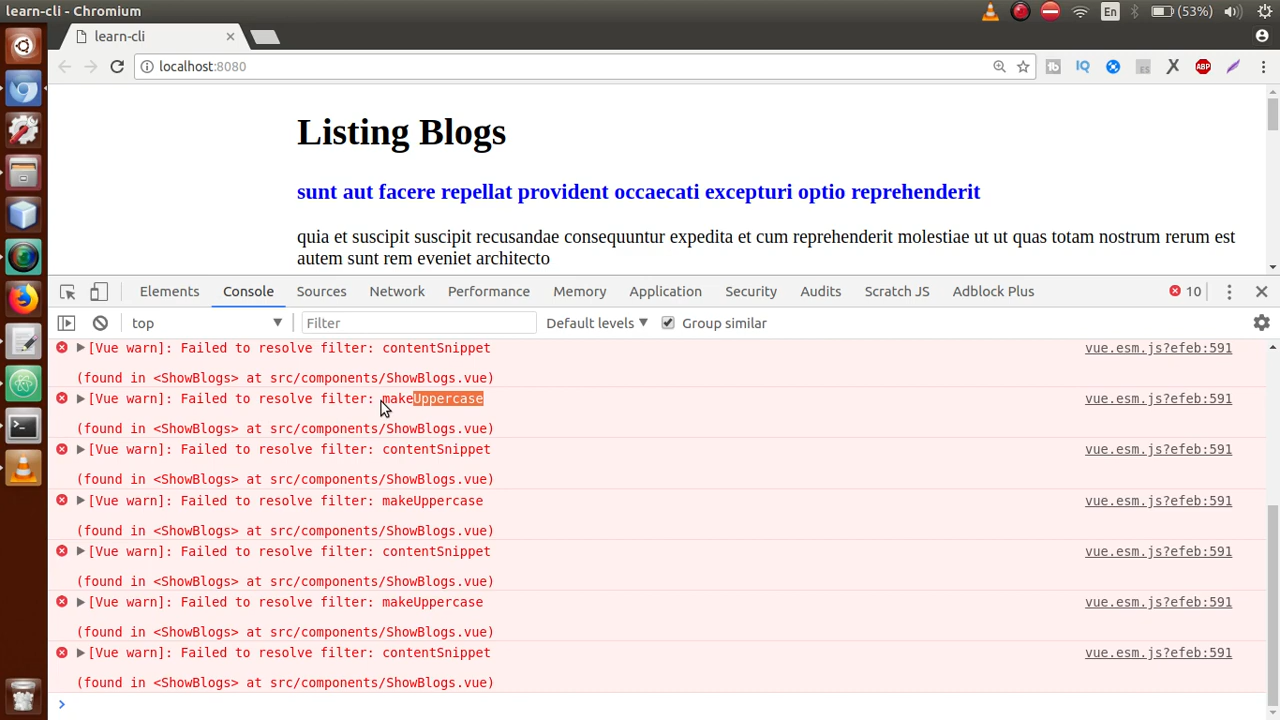 learn-cli - Chromium
En
(53%)
learn-cli
localhost:8080
tb
IQ
ES
X
ABP
Listing Blogs
sunt aut facere repellat provident occaecati excepturi optio reprehenderit
quia et suscipit suscipit recusandae consequuntur expedita et cum reprehenderit molestiae ut ut quas totam nostrum rerum est
autem sunt rem eveniet architecto
Elements Console Sources Network Performance Memory Application Security Audits Scratch JS Adblock Plus 10
top Filter Default levels Group similar
[Vue warn]: Failed to resolve filter: contentSnippet vue.esm.js?efeb:591
(found in <ShowBlogs> at src/components/ShowBlogs.vue)
[Vue warn]: Failed to resolve filter: makeUppercase vue.esm.js?efeb:591
(found in <ShowBlogs> at src/components/ShowBlogs.vue)
[Vue warn]: Failed to resolve filter: contentSnippet vue.esm.js?efeb:591
(found in <ShowBlogs> at src/components/ShowBlogs.vue)
[Vue warn]: Failed to resolve filter: makeUppercase vue.esm.js?efeb:591
(found in <ShowBlogs> at src/components/ShowBlogs.vue)
[Vue warn]: Failed to resolve filter: contentSnippet vue.esm.js?efeb:591
(found in <ShowBlogs> at src/components/ShowBlogs.vue)
[Vue warn]: Failed to resolve filter: makeUppercase vue.esm.js?efeb:591
(found in <ShowBlogs> at src/components/ShowBlogs.vue)
[Vue warn]: Failed to resolve filter: contentSnippet vue.esm.js?efeb:591
(found in <ShowBlogs> at src/components/ShowBlogs.vue)